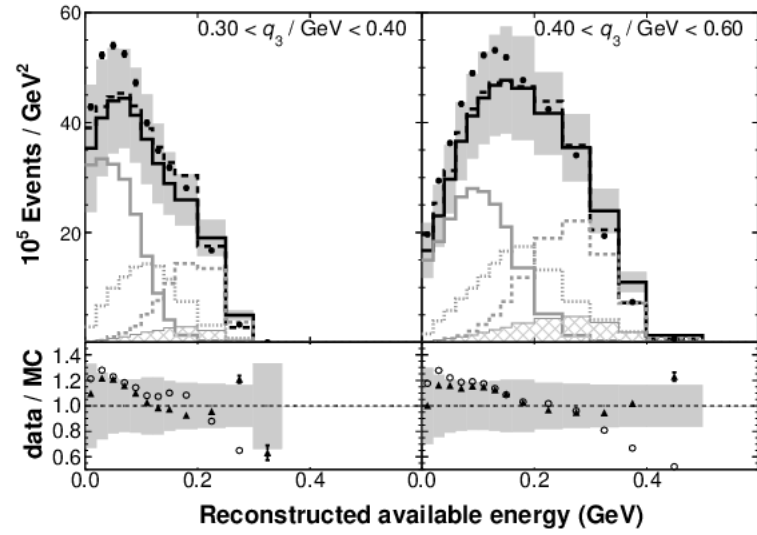 0.30 < q3 / GeV < 0.40
0.40 < q3 / GeV < 0.60
60
40
20
10⁵ Events / GeV²
1.4
1.2
1.0
0.8
0.6
data / MC
0.0 0.2 0.4 0.0 0.2 0.4
Reconstructed available energy (GeV)